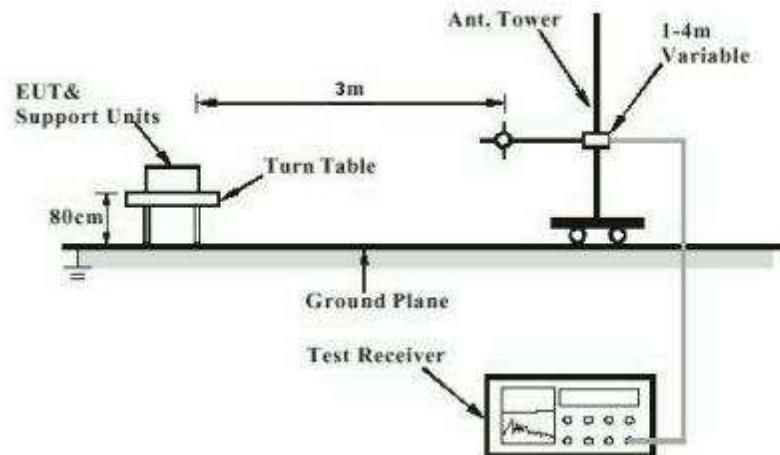 Ant. Tower
1-4m
Variable
3m
EUT&
Support Units
Turn Table
80cm
Ground Plane
Test Receiver